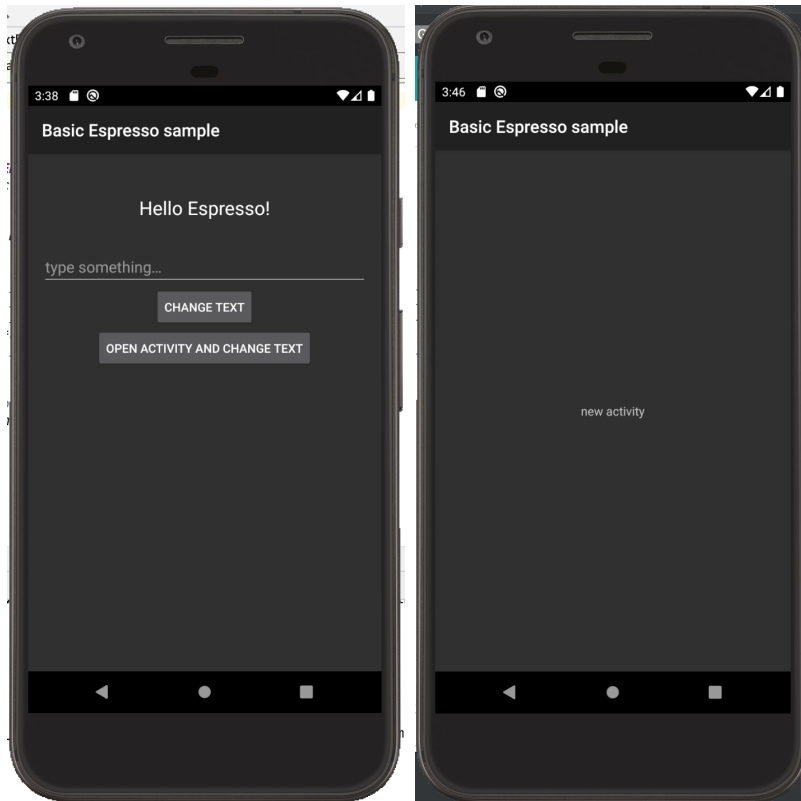 3:38
Basic Espresso sample
Hello Espresso!
type something...
CHANGE TEXT
OPEN ACTIVITY AND CHANGE TEXT
3:46
Basic Espresso sample
new activity